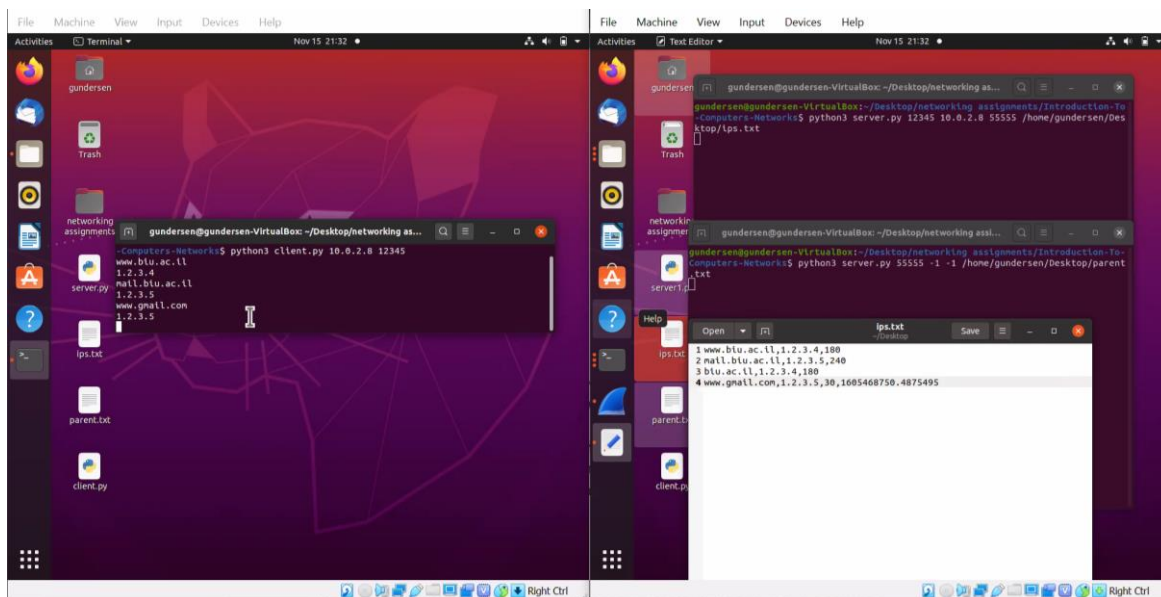 File Machine View Input Devices Help
Activities Terminal Nov 15 21:32
gundersen
Trash
networking
assignments
gundersen@gundersen-VirtualBox: ~/Desktop/networking as...
-Computers-Networks$ python3 client.py 10.0.2.8 12345
www.biu.ac.il
1.2.3.4
mail.biu.ac.il
1.2.3.5
www.gmail.com
1.2.3.5
server.py
ips.txt
parent.txt
client.py
Right Ctrl
File Machine View Input Devices Help
Activities Text Editor Nov 15 21:32
gundersen
Trash
gundersen@gundersen-VirtualBox: ~/Desktop/networking as...
gundersen@gundersen-VirtualBox:~/Desktop/networking assignments/Introduction-To
-Computers-Networks$ python3 server.py 12345 10.0.2.8 55555 /home/gundersen/Des
ktop/ips.txt
networkin
assignmen
gundersen@gundersen-VirtualBox: ~/Desktop/networking assi...
gundersen@gundersen-VirtualBox:~/Desktop/networking assignments/Introduction-To-
Computers-Networks$ python3 server.py 55555 -1 -1 /home/gundersen/Desktop/parent
.txt
server1.p
Help
Open ips.txt Save
~/Desktop
1 www.biu.ac.il,1.2.3.4,180
2 mail.biu.ac.il,1.2.3.5,240
3 biu.ac.il,1.2.3.4,180
4 www.gmail.com,1.2.3.5,30,1605468750.4875495
ips.txt
parent.t
client.py
Right Ctrl